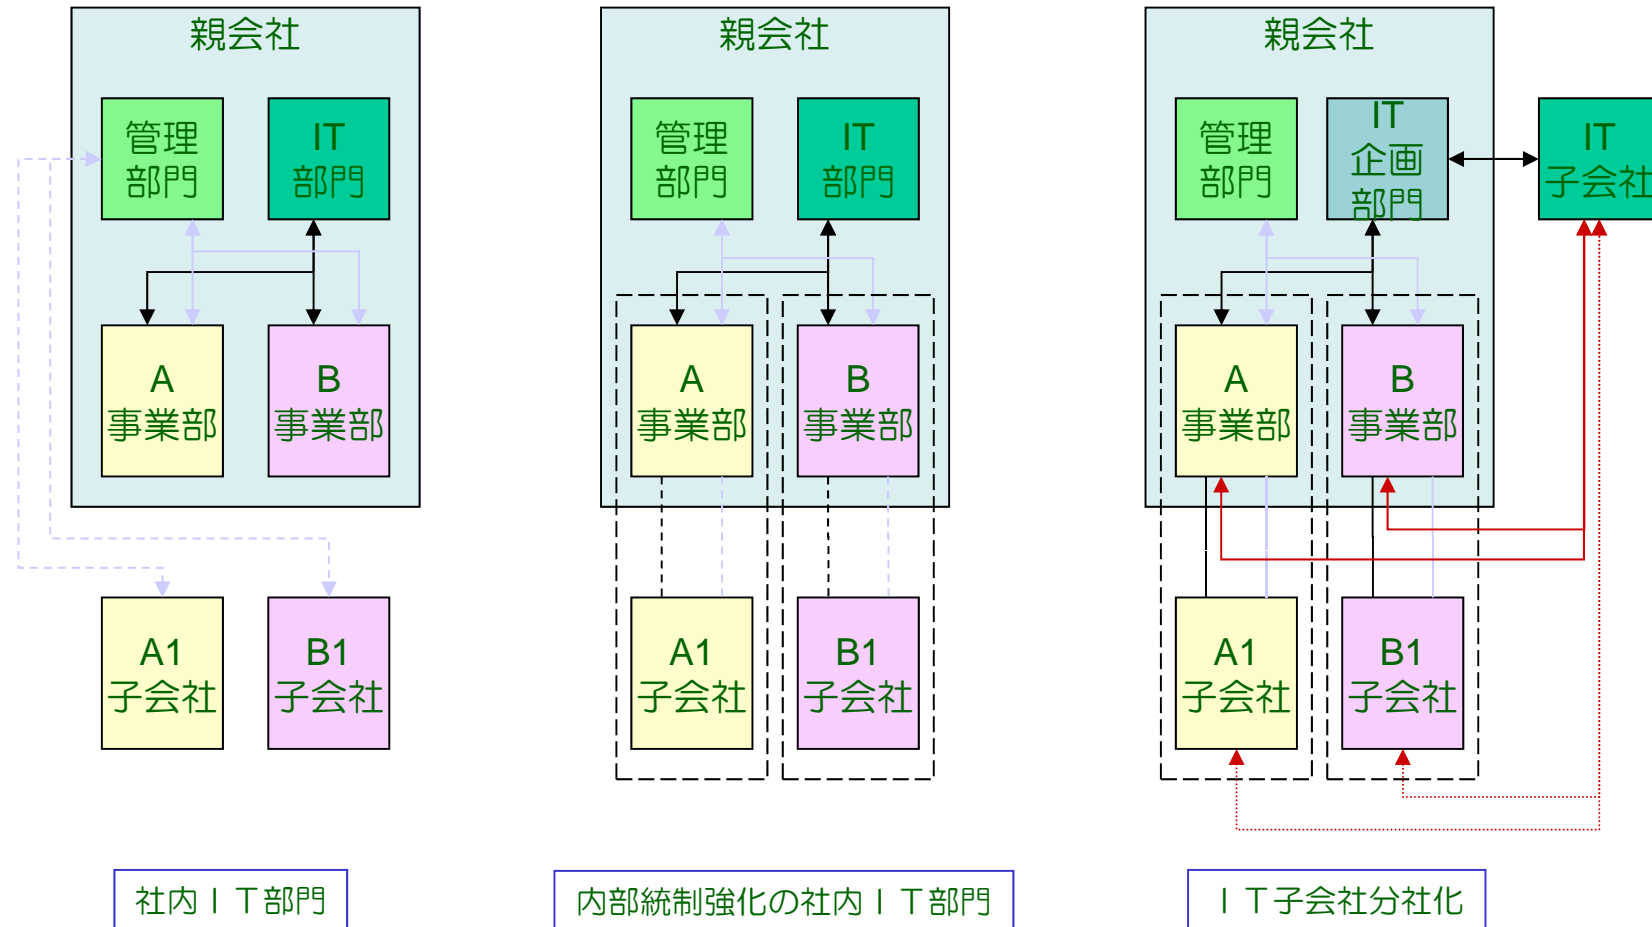 親会社
管理
部門
IT
部門
A
事業部
B
事業部
A1
子会社
B1
子会社
社内ＩＴ部門
親会社
管理
部門
IT
部門
A
事業部
B
事業部
A1
子会社
B1
子会社
内部統制強化の社内ＩＴ部門
親会社
管理
部門
IT
企画
部門
IT
子会社
A
事業部
B
事業部
A1
子会社
B1
子会社
ＩＴ子会社分社化